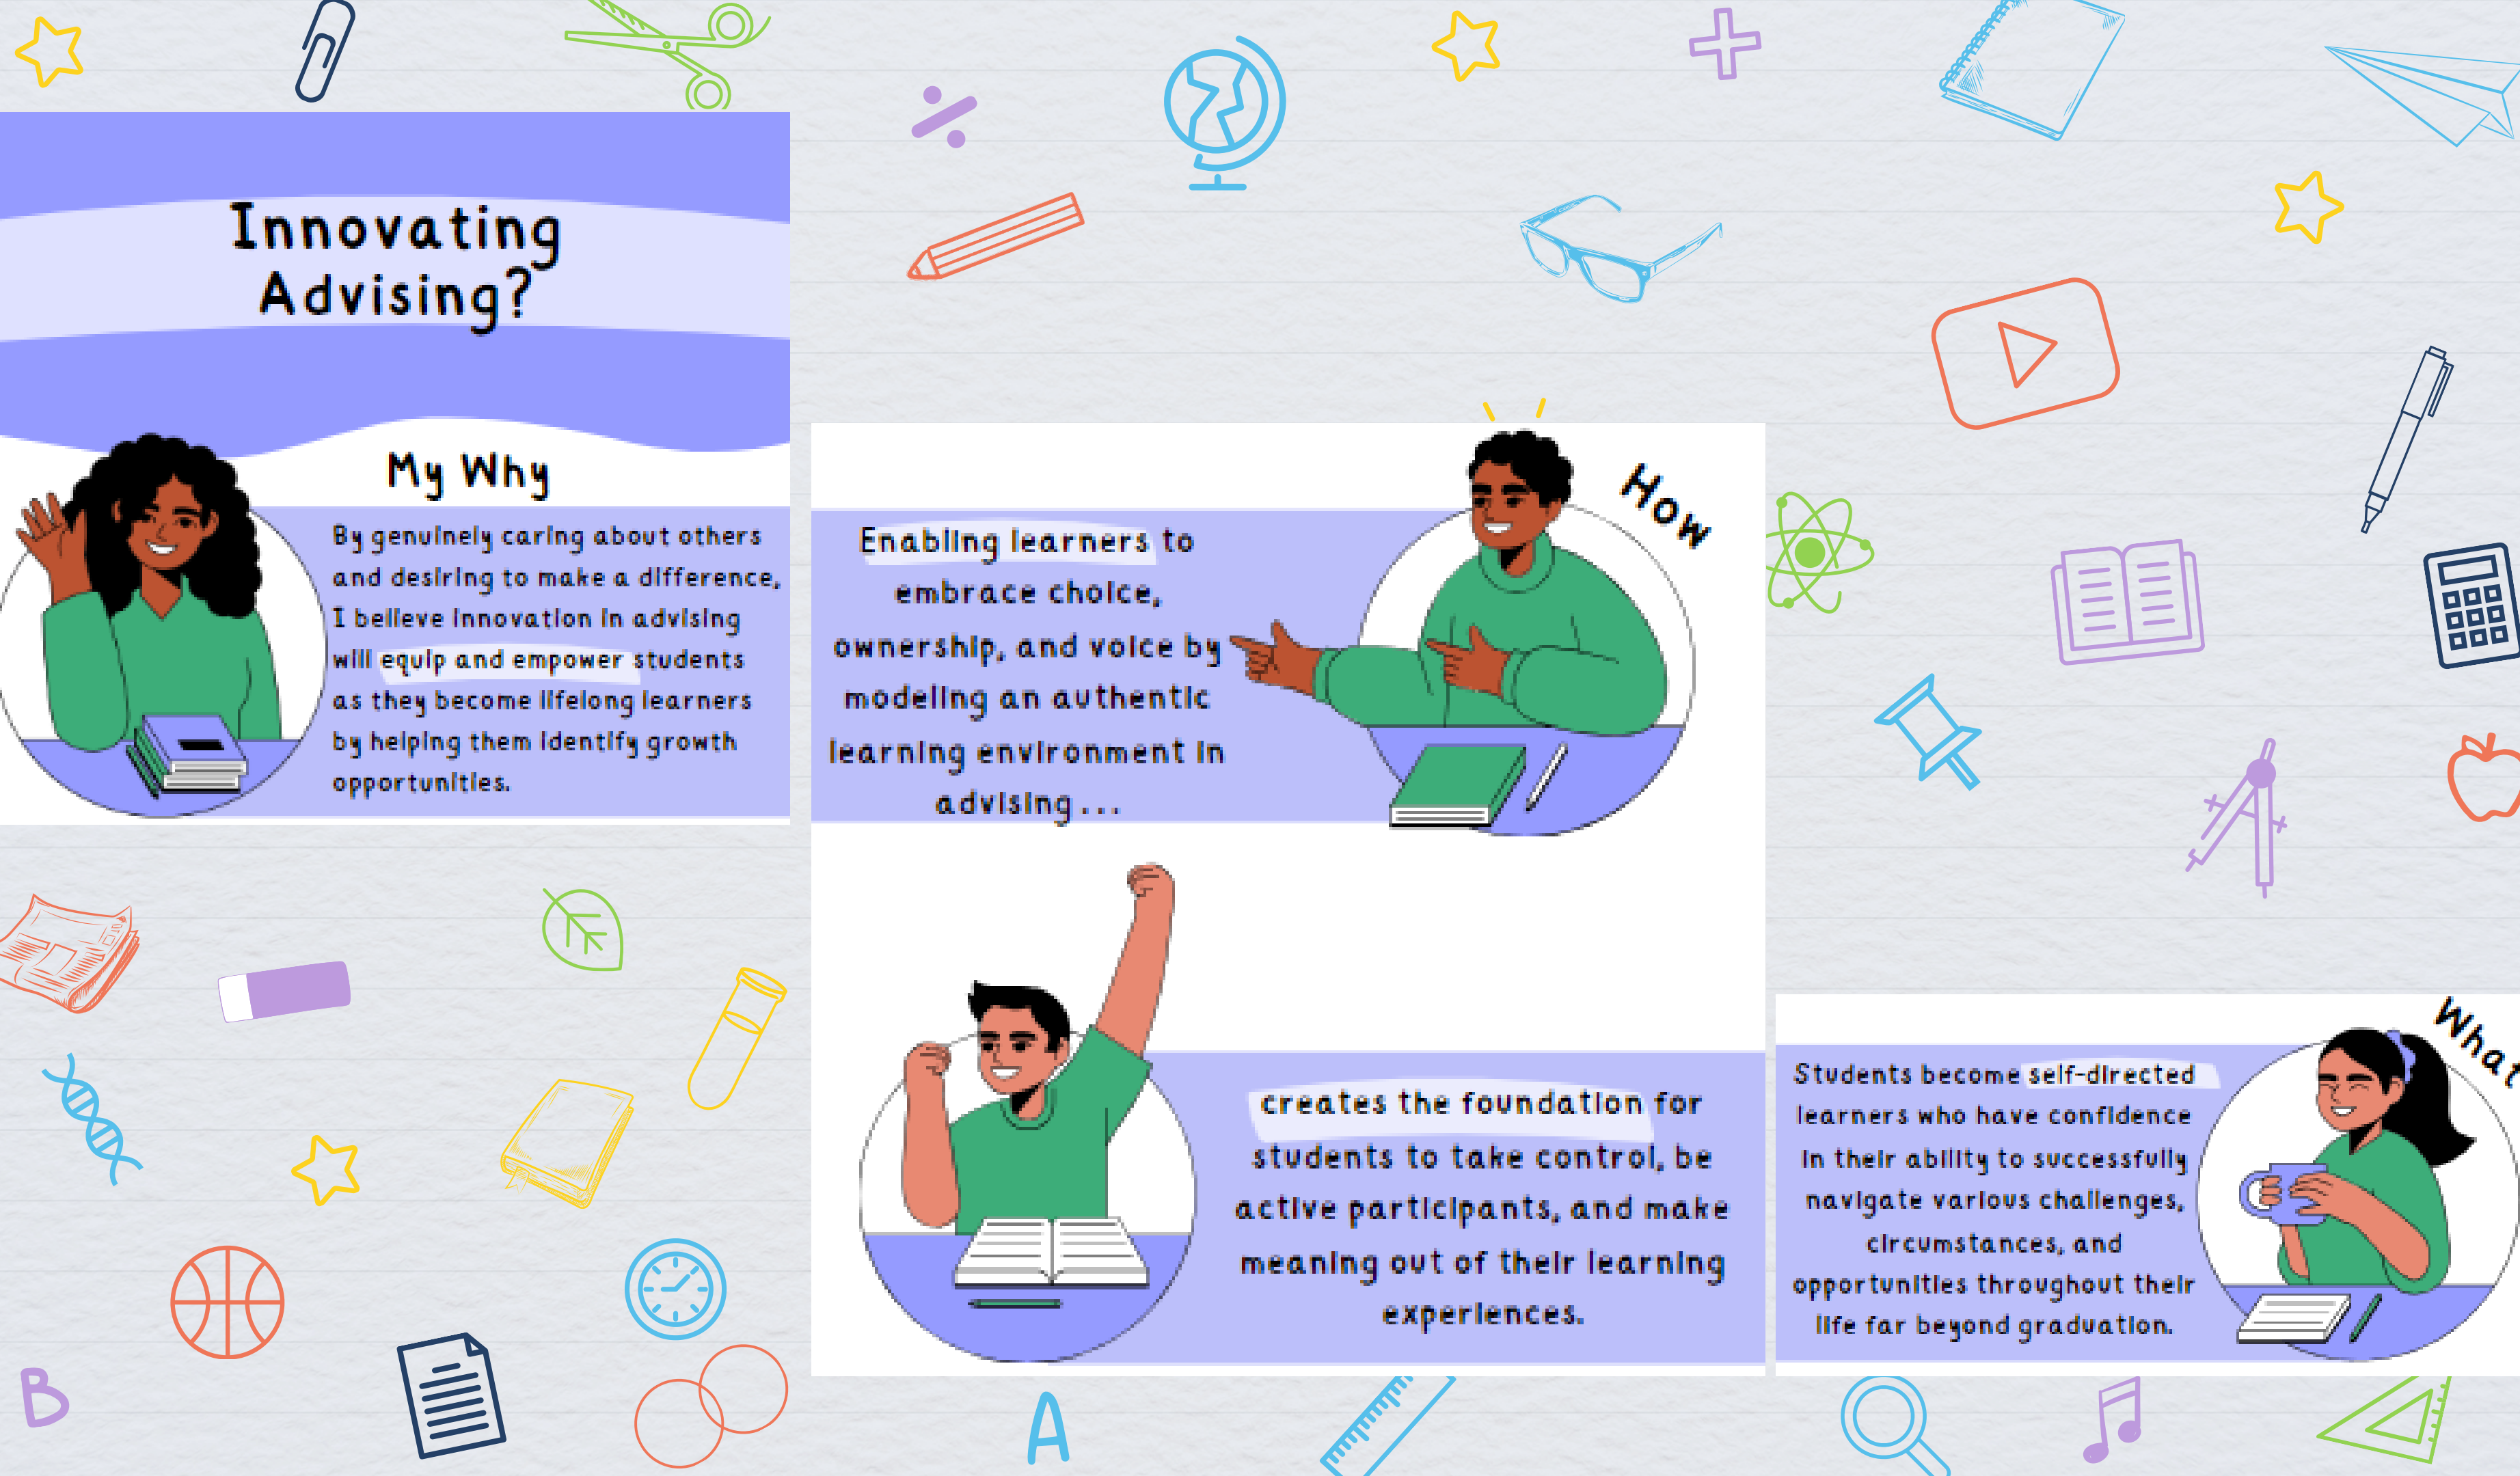 Innovating
Advising?
My Why
By genuinely caring about others
and desiring to make a difference,
I believe innovation in advising
will equip and empower students
as they become lifelong learners
by helping them identify growth
opportunities.
How
Enabling learners to
embrace choice,
ownership, and voice by
modeling an authentic
learning environment in
advising ...
creates the foundation for
students to take control, be
active participants, and make
meaning out of their learning
experiences.
What
Students become self-directed
learners who have confidence
in their ability to successfully
navigate various challenges,
circumstances, and
opportunities throughout their
life far beyond graduation.
B
A